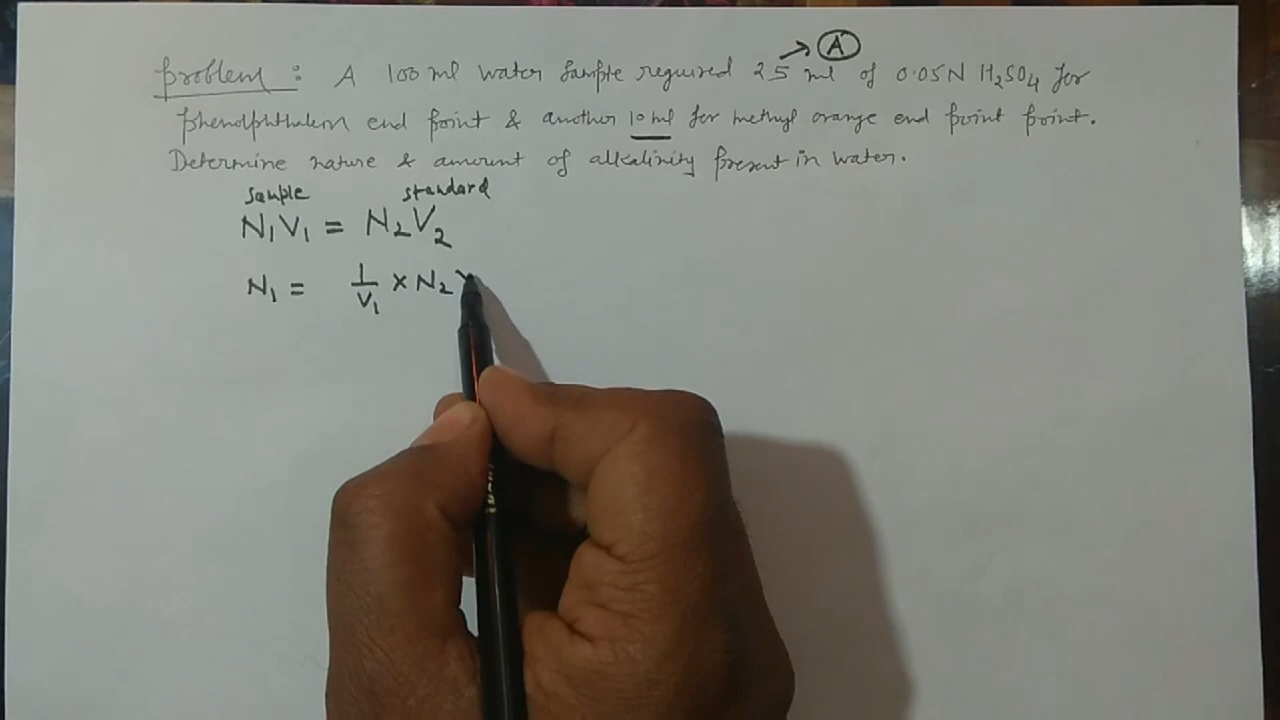 → A
Problem : A 100 ml water sample required 25 ml of 0.05N H₂SO₄ for
phenolphthalein end point & another 10 ml for methyl orange end point point.
Determine nature & amount of alkalinity present in water.
sample standard
N₁V₁ = N₂V₂
N₁ = 1/V₁ × N₂